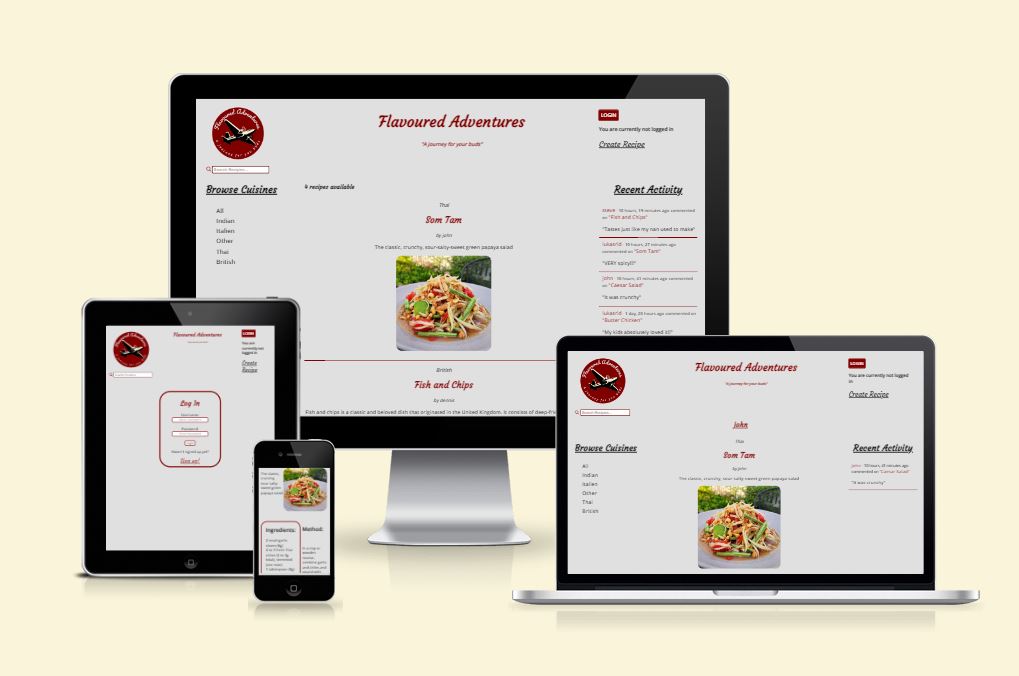 Flavoured Adventures
Flavoured Adventures
"A journey for your buds"
LOGIN
You are currently not logged in
Create Recipe
Search Recipes...
Browse Cuisines
All
Indian
Italien
Other
Thai
British
4 recipes available
Thai
Som Tam
by john
The classic, crunchy, sour-salty-sweet green papaya salad
British
Fish and Chips
by dennis
Fish and chips is a classic and beloved dish that originated in the United Kingdom. It consists of deep-fri
Recent Activity
steve 10 hours, 19 minutes ago commented
on "Fish and Chips"
"Tastes just like my nan used to make"
lukasrid 10 hours, 27 minutes ago
commented on "Som Tam"
"VERY spicy!!!"
john 10 hours, 41 minutes ago commented
on "Caesar Salad"
"It was crunchy"
lukasrid 1 day, 20 hours ago commented on
"Butter Chicken"
"My kids absolutely loved it!!"
Flavoured Adventures
LOGIN
You are
currently not
logged in
Create
Recipe
Log In
Username:
Password:
Haven't signed up yet?
Sign up!
The classic,
crunchy,
sour-salty-
sweet green
papaya salad
Ingredients:
Method:
Flavoured Adventures
Flavoured Adventures
"A journey for your buds"
LOGIN
You are currently not logged
in
Create Recipe
Search Recipes...
john
Thai
Som Tam
by john
The classic, crunchy, sour-salty-sweet green papaya salad
Browse Cuisines
All
Indian
Italien
Other
Thai
British
Recent Activity
john 10 hours, 41 minutes ago
commented on "Caesar Salad"
"It was crunchy"